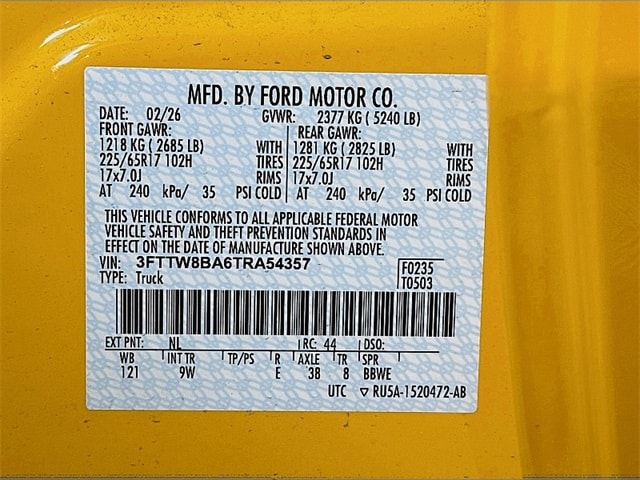 MFD. BY FORD MOTOR CO.
DATE: 02/26 GVWR: 2377 KG ( 5240 LB)
FRONT GAWR: REAR GAWR:
1218 KG ( 2685 LB) WITH 1281 KG ( 2825 LB) WITH
225/65R17 102H TIRES 225/65R17 102H TIRES
17x7.0J RIMS 17x7.0J RIMS
AT 240 kPa/ 35 PSI COLD AT 240 kPa/ 35 PSI COLD
THIS VEHICLE CONFORMS TO ALL APPLICABLE FEDERAL MOTOR
VEHICLE SAFETY AND THEFT PREVENTION STANDARDS IN
EFFECT ON THE DATE OF MANUFACTURE SHOWN ABOVE.
VIN: 3FTTW8BA6TRA54357 F0235
TYPE: Truck T0503
EXT PNT: NL RC: 44 DSO:
WB INT TR TP/PS R AXLE TR SPR
121 9W E 38 8 BBWE
UTC ▽ RU5A-1520472-AB